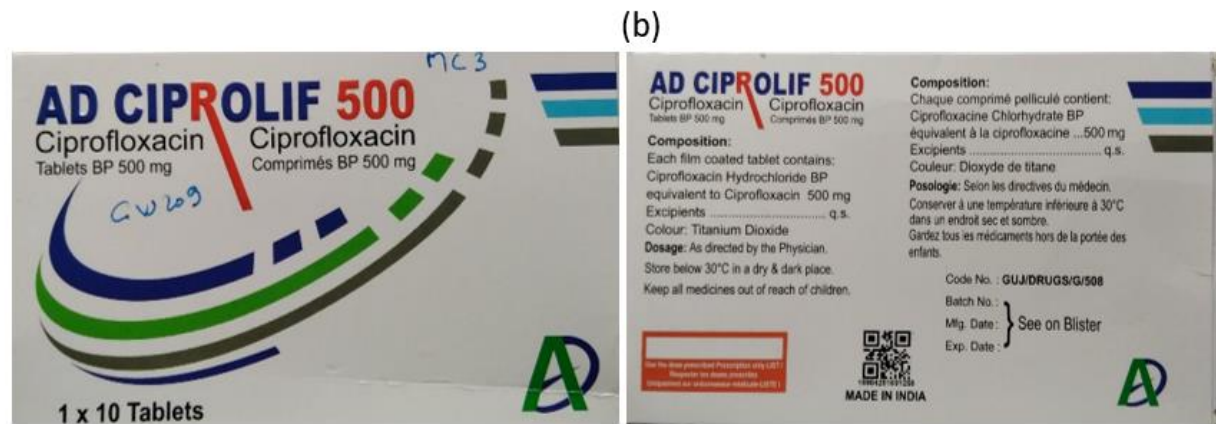 (b)
MC3
AD CIPROLIF 500
Ciprofloxacin Ciprofloxacin
Tablets BP 500 mg Comprimés BP 500 mg
GW209
1 x 10 Tablets
AD CIPROLIF 500
Ciprofloxacin Ciprofloxacin
Tablets BP 500 mg Comprimés BP 500 mg
Composition:
Each film coated tablet contains:
Ciprofloxacin Hydrochloride BP
equivalent to Ciprofloxacin 500 mg
Excipients ........................... q.s.
Colour: Titanium Dioxide
Dosage: As directed by the Physician.
Store below 30°C in a dry & dark place.
Keep all medicines out of reach of children.
Composition:
Chaque comprimé pelliculé contient:
Ciprofloxacine Chlorhydrate BP
équivalent à la ciprofloxacine ...500 mg
Excipients ........................... q.s.
Couleur: Dioxyde de titane
Posologie: Selon les directives du médecin.
Conserver à une température inférieure à 30°C
dans un endroit sec et sombre.
Gardez tous les médicaments hors de la portée des
enfants.
Code No. : GUJ/DRUGS/G/508
Batch No. :
Mfg. Date : } See on Blister
Exp. Date :
MADE IN INDIA